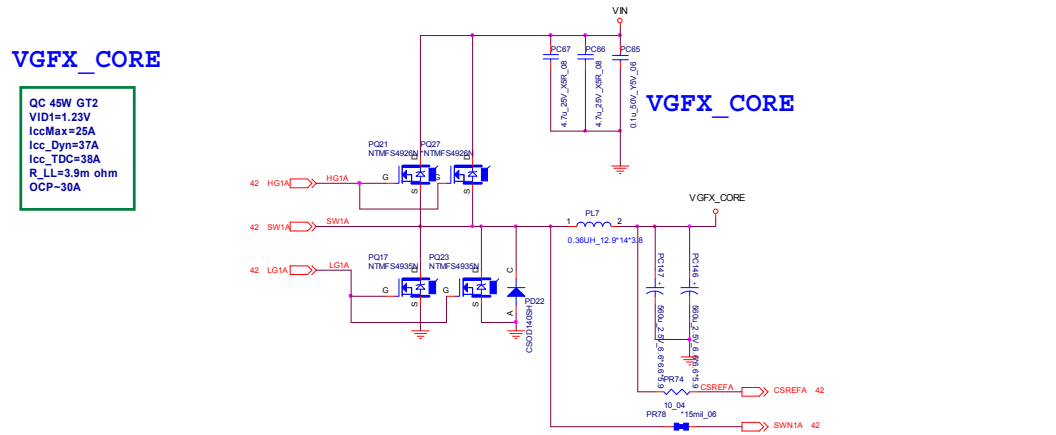 VIN
VGFX_CORE
QC 45W GT2
VID1=1.23V
IccMax=25A
Icc_Dyn=37A
Icc_TDC=38A
R_LL=3.9m ohm
OCP~30A
PC67
4.7u_25V_X5R_08
PC66
4.7u_25V_X5R_08
PC65
0.1u_50V_Y5V_06
VGFX_CORE
PQ21
NTMFS4926N
PQ27
*NTMFS4926N
D
G
S
D
G
S
42 HG1A
HG1A
42 SW1A
SW1A
42 LG1A
LG1A
PQ17
NTMFS4935N
PQ23
NTMFS4935N
D
G
S
D
G
S
C
A
PD22
CSOD140SH
PL7
1
2
0.36UH_12.9*14*3.8
VGFX_CORE
PC147
+
560u_2.5V_6.6*6.6*5.9
PC146
+
560u_2.5V_6.6*6.6*5.9
PR74
10_04
CSREFA
CSREFA 42
PR78
*15mil_06
SWN1A 42